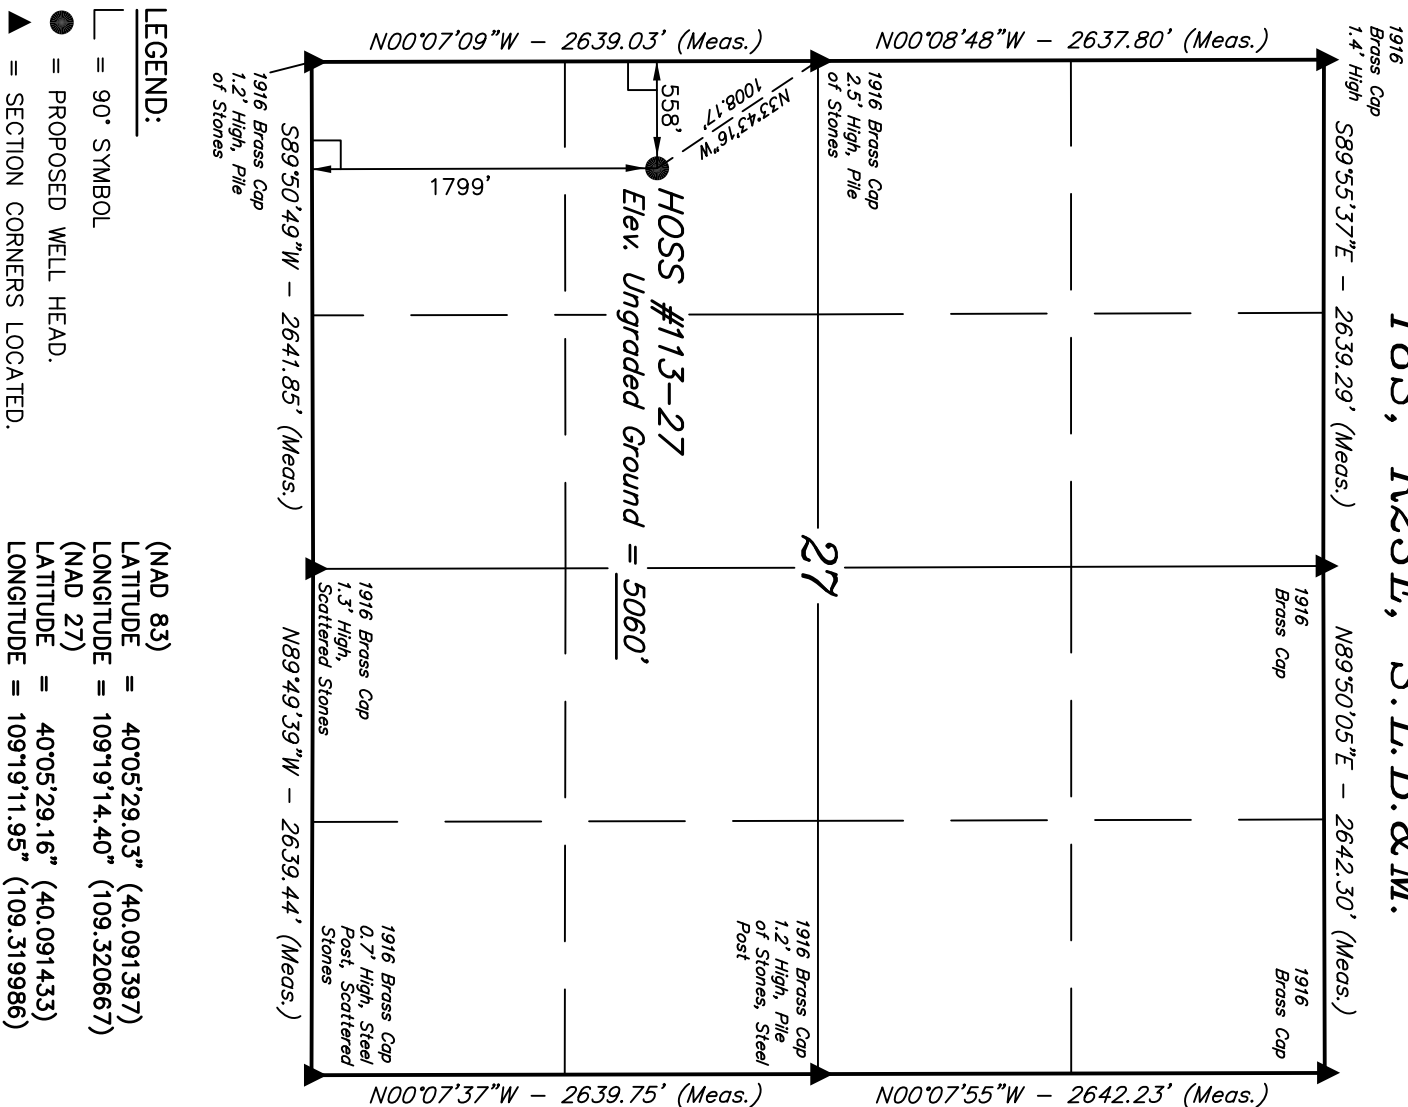 S.L.B.&M.
1916
Brass Cap
1.4' High
S89°55'37"E - 2639.29' (Meas.)
N89°50'05"E - 2642.30' (Meas.)
1916
Brass Cap
1916
Brass Cap
N00°08'48"W - 2637.80' (Meas.)
N00°07'09"W - 2639.03' (Meas.)
1916 Brass Cap
2.5' High, Pile
of Stones
27
1916 Brass Cap
1.2' High, Pile
of Stones, Steel
Post
N33°43'16"W
1008.17'
558'
1799'
HOSS #113-27
Elev. Ungraded Ground = 5060'
N00°07'55"W - 2642.23' (Meas.)
N00°07'37"W - 2639.75' (Meas.)
1916 Brass Cap
1.2' High, Pile
of Stones
1916 Brass Cap
1.3' High,
Scattered Stones
1916 Brass Cap
0.7' High, Steel
Post, Scattered
Stones
S89°50'49"W - 2641.85' (Meas.)
N89°49'39"W - 2639.44' (Meas.)
LEGEND:
= 90° SYMBOL
= PROPOSED WELL HEAD.
= SECTION CORNERS LOCATED.
(NAD 83)
LATITUDE = 40°05'29.03" (40.091397)
LONGITUDE = 109°19'14.40" (109.320667)
(NAD 27)
LATITUDE = 40°05'29.16" (40.091433)
LONGITUDE = 109°19'11.95" (109.319986)